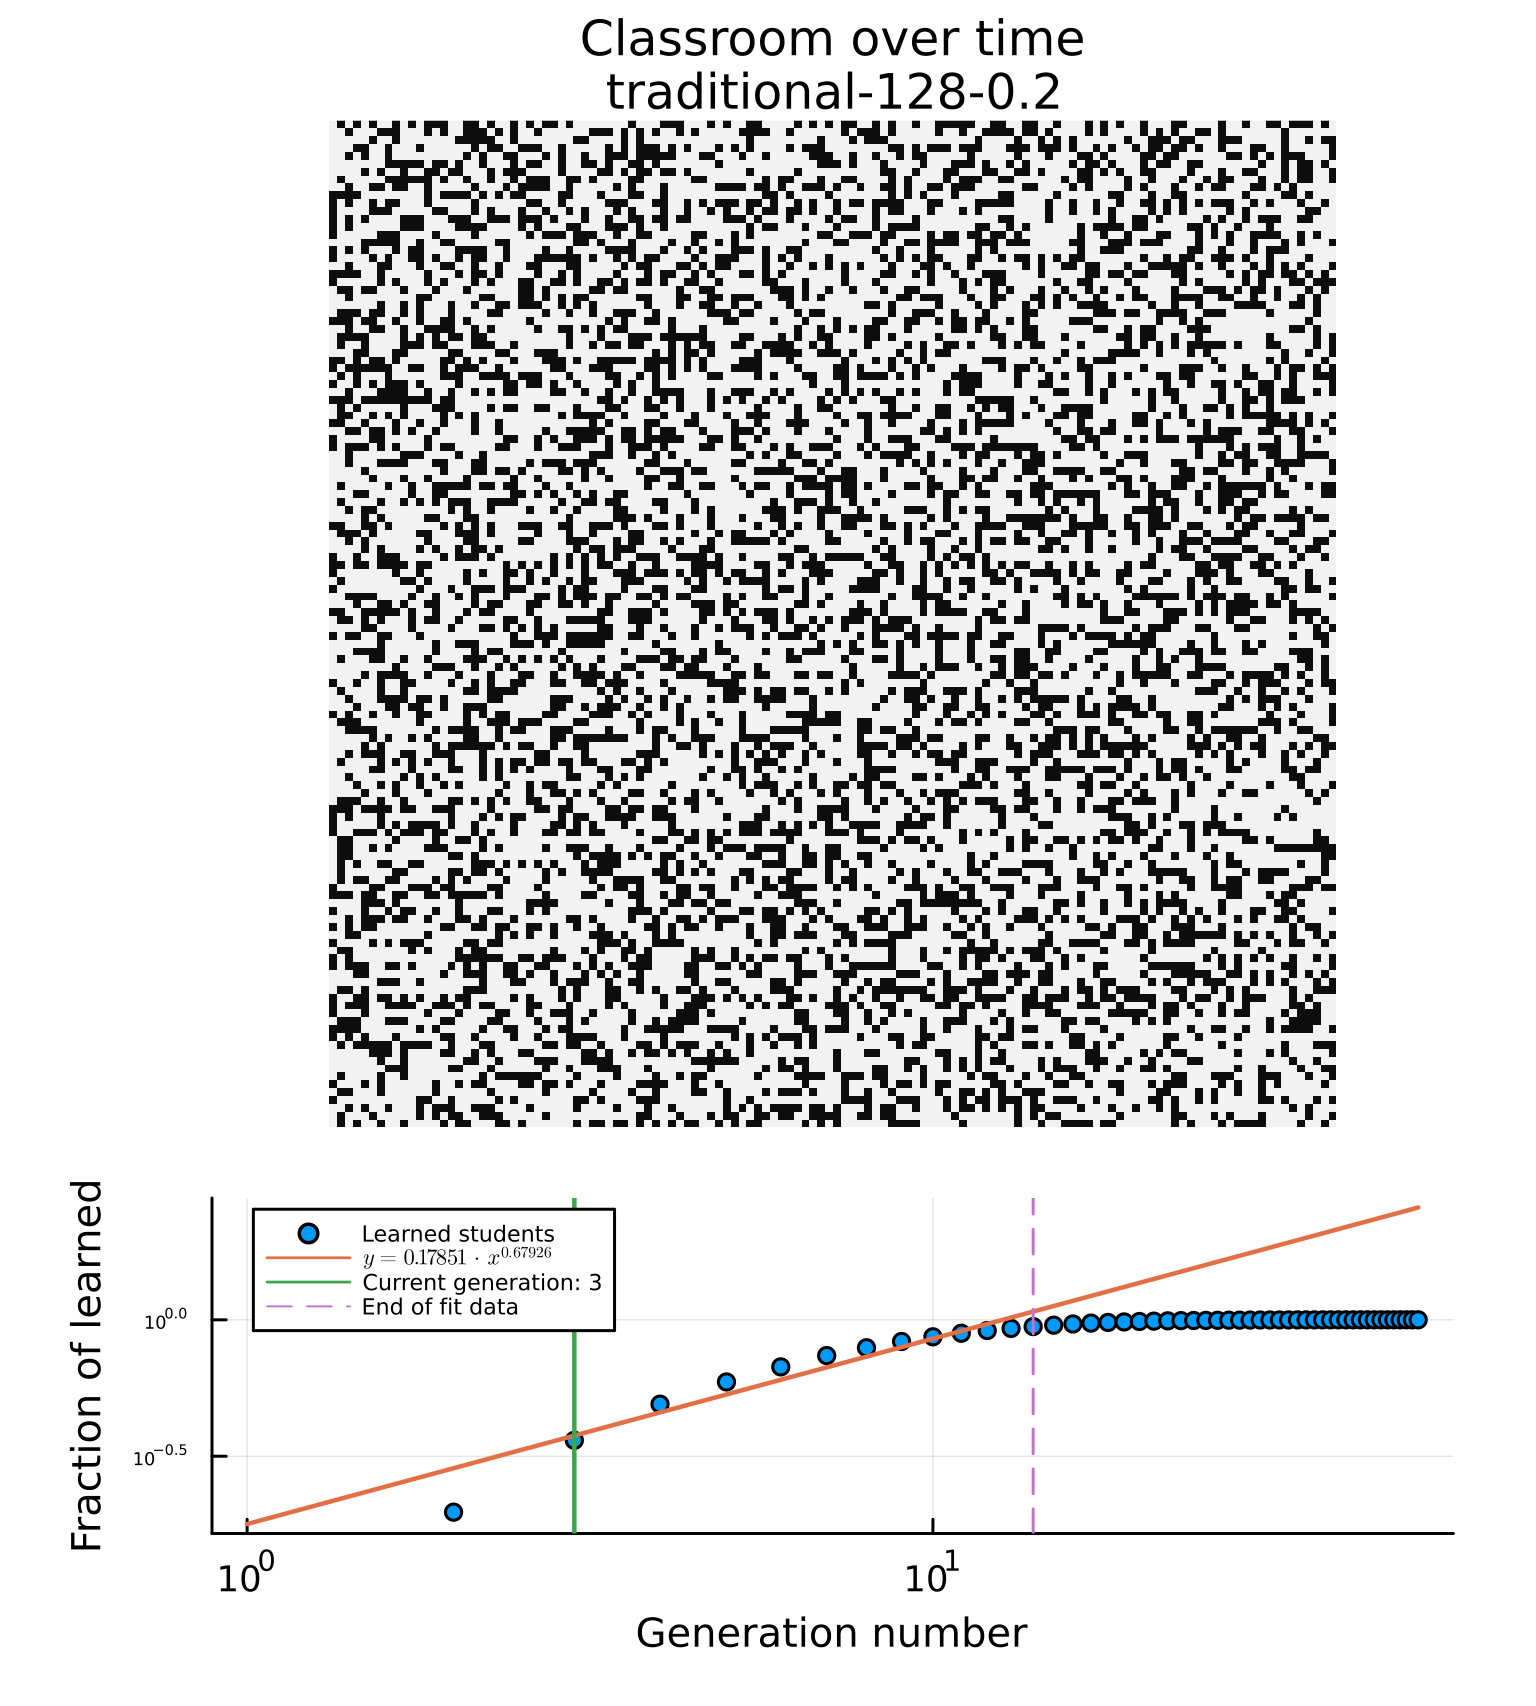 Classroom over time
traditional-128-0.2
Fraction of learned
Learned students
y = 0.17851 · x^0.67926
Current generation: 3
End of fit data
10^0.0
10^−0.5
10^0
10^1
Generation number